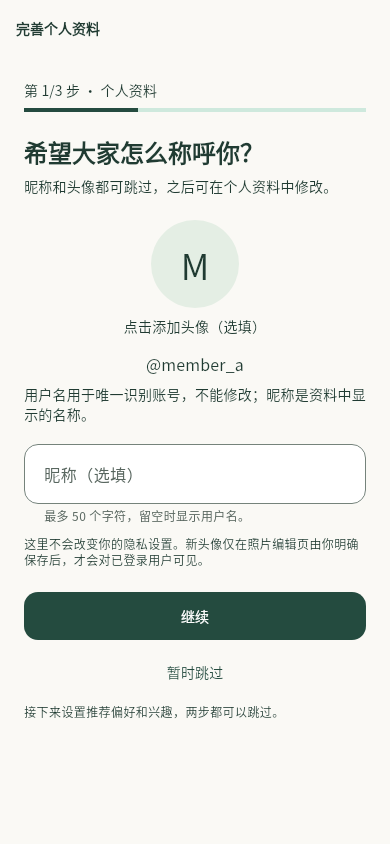 完善个人资料
第 1/3 步 · 个人资料
希望大家怎么称呼你？
昵称和头像都可跳过，之后可在个人资料中修改。
M
点击添加头像（选填）
@member_a
用户名用于唯一识别账号，不能修改；昵称是资料中显
示的名称。
昵称（选填）
最多 50 个字符，留空时显示用户名。
这里不会改变你的隐私设置。新头像仅在照片编辑页由你明确
保存后，才会对已登录用户可见。
继续
暂时跳过
接下来设置推荐偏好和兴趣，两步都可以跳过。